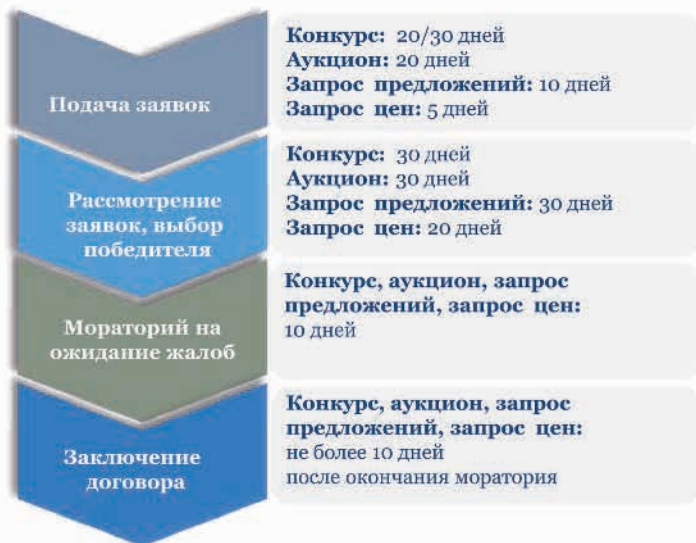 Подача заявок
Конкурс: 20/30 дней
Аукцион: 20 дней
Запрос предложений: 10 дней
Запрос цен: 5 дней
Рассмотрение
заявок, выбор
победителя
Конкурс: 30 дней
Аукцион: 30 дней
Запрос предложений: 30 дней
Запрос цен: 20 дней
Мораторий на
ожидание жалоб
Конкурс, аукцион, запрос
предложений, запрос цен:
10 дней
Заключение
договора
Конкурс, аукцион, запрос
предложений, запрос цен:
не более 10 дней
после окончания моратория